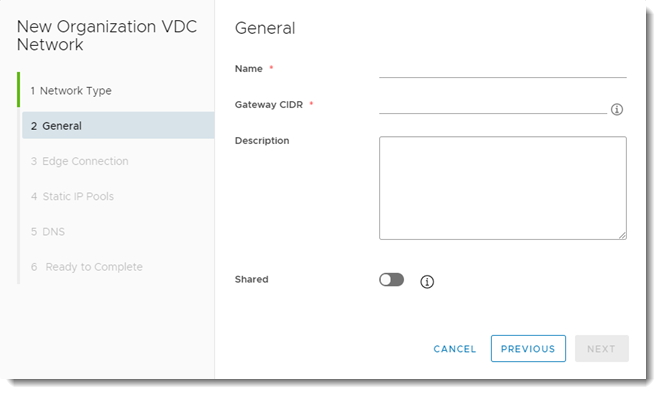 New Organization VDC
Network
1 Network Type
2 General
3 Edge Connection
4 Static IP Pools
5 DNS
6 Ready to Complete
General
Name *
Gateway CIDR *
Description
Shared
CANCEL PREVIOUS NEXT